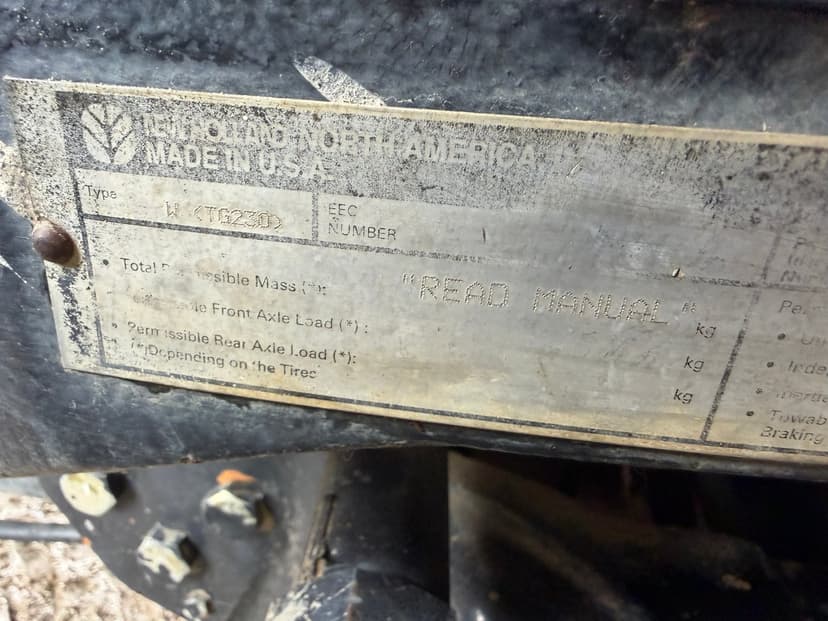 NEW HOLLAND NORTH AMERICA
MADE IN U.S.A.
Type
W <TG230>
EEC
NUMBER
• Total Permissible Mass (*):
"READ MANUAL"
kg
Front Axle Load (*) :
kg
• Permissible Rear Axle Load (*):
kg
(*)Depending on the Tires
• Towab
Braking